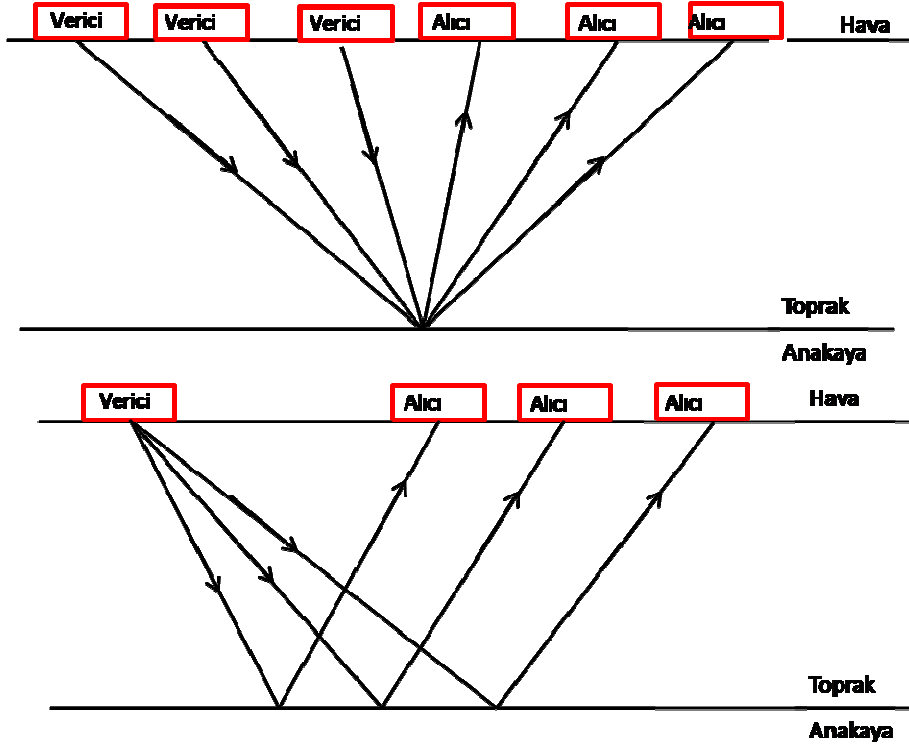 Verici Verici Verici Alıcı Alıcı Alıcı Hava
Toprak
Anakaya
Verici Alıcı Alıcı Alıcı Hava
Toprak
Anakaya